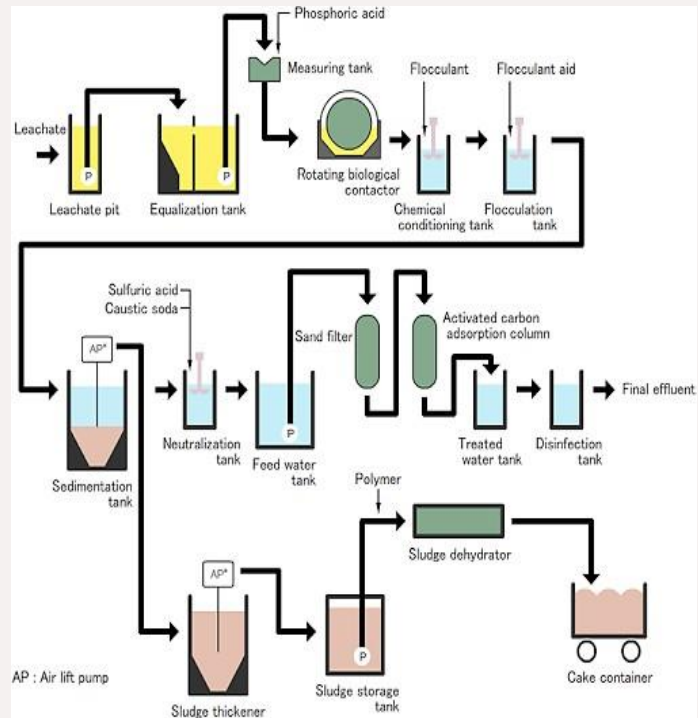 Phosphoric acid
Measuring tank
Flocculant
Flocculant aid
Leachate
P
P
Leachate pit
Equalization tank
Rotating biological
contactor
Chemical
conditioning tank
Flocculation
tank
Sulfuric acid
Caustic soda
Sand filter
Activated carbon
adsorption column
AP*
P
Final effluent
Neutralization
tank
Feed water
tank
Treated
water tank
Disinfection
tank
Sedimentation
tank
Polymer
Sludge dehydrator
AP*
P
AP : Air lift pump
Sludge thickener
Sludge storage
tank
Cake container